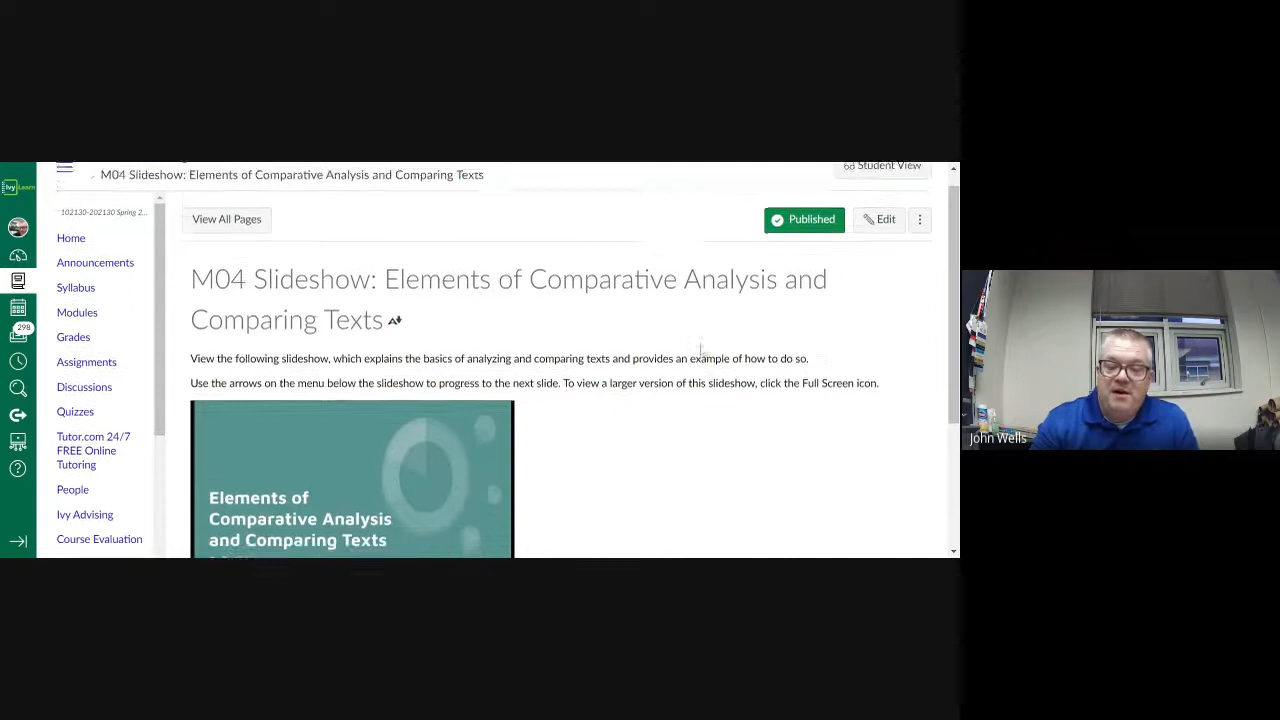 M04 Slideshow: Elements of Comparative Analysis and Comparing Texts
Student View
102130-202130 Spring 2...
View All Pages
Published
Edit
Home
Announcements
Syllabus
Modules
Grades
Assignments
Discussions
Quizzes
Tutor.com 24/7
FREE Online
Tutoring
People
Ivy Advising
Course Evaluation
298
M04 Slideshow: Elements of Comparative Analysis and
Comparing Texts
View the following slideshow, which explains the basics of analyzing and comparing texts and provides an example of how to do so.
Use the arrows on the menu below the slideshow to progress to the next slide. To view a larger version of this slideshow, click the Full Screen icon.
Elements of
Comparative Analysis
and Comparing Texts
John Wells